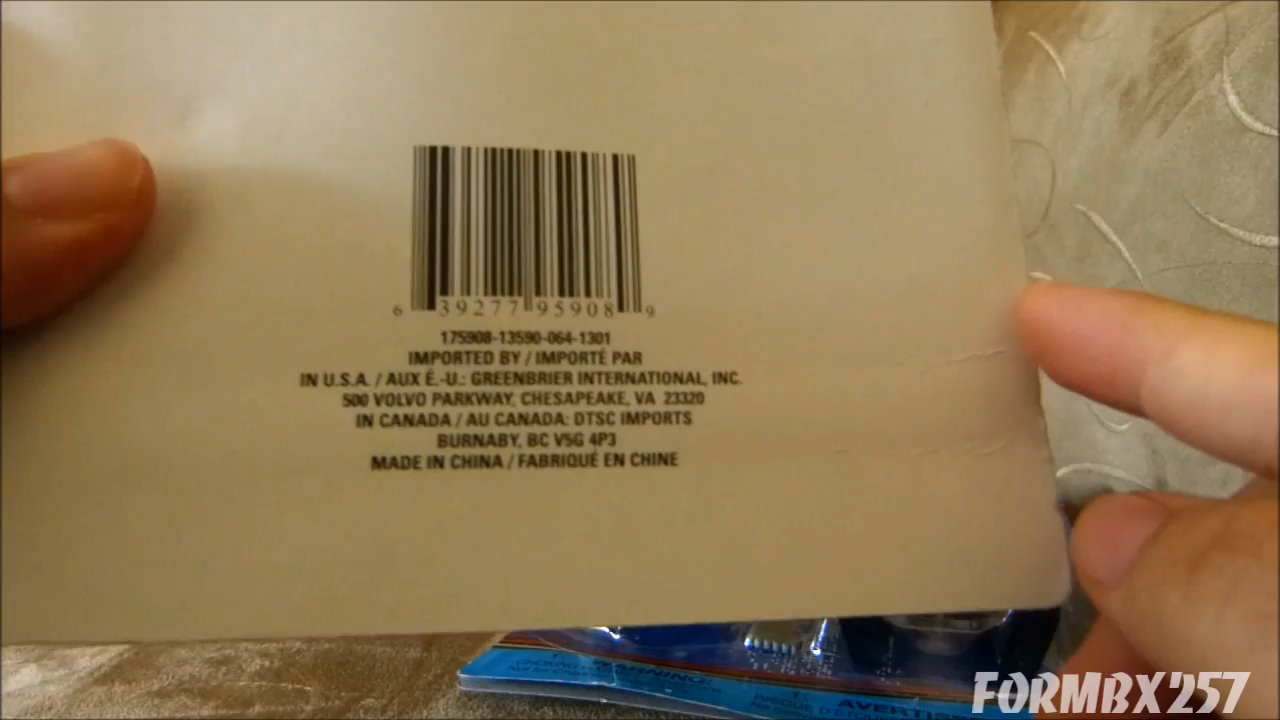 6 39277 95908 9
175908-13590-064-1301
IMPORTED BY / IMPORTÉ PAR
IN U.S.A. / AUX É.-U.: GREENBRIER INTERNATIONAL, INC.
500 VOLVO PARKWAY, CHESAPEAKE, VA 23320
IN CANADA / AU CANADA: DTSC IMPORTS
BURNABY, BC V5G 4P3
MADE IN CHINA / FABRIQUÉ EN CHINE
WARNING:
AVERTISSE
FORMBX257